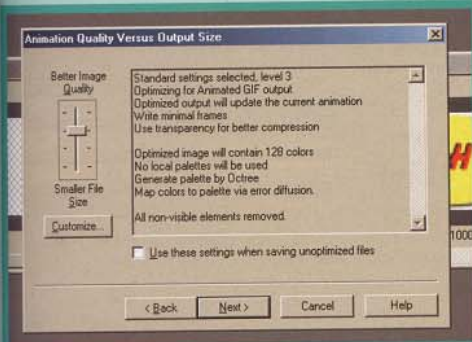 Animation Quality Versus Output Size
Better Image
Quality
Smaller File
Size
Customize...
Standard settings selected, level 3
Optimizing for Animated GIF output
Optimized output will update the current animation
Write minimal frames
Use transparency for better compression
Optimized image will contain 128 colors
No local palettes will be used
Generate palette by Octree
Map colors to palette via error diffusion.
All non-visible elements removed.
Use these settings when saving unoptimized files
< Back
Next >
Cancel
Help
H
1000